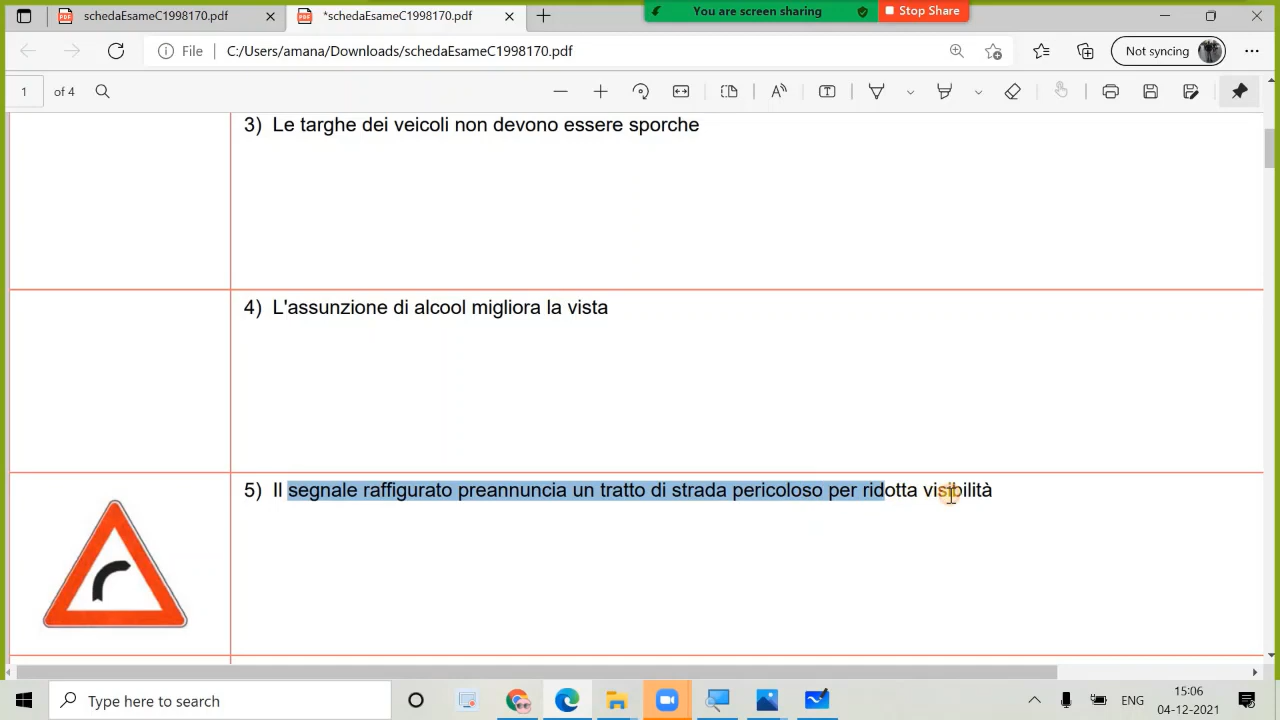 schedaEsameC1998170.pdf
*schedaEsameC1998170.pdf
You are screen sharing
Stop Share
File
C:/Users/amana/Downloads/schedaEsameC1998170.pdf
Not syncing
1 of 4
3) Le targhe dei veicoli non devono essere sporche
4) L'assunzione di alcool migliora la vista
5) Il segnale raffigurato preannuncia un tratto di strada pericoloso per ridotta visibilità
Type here to search
ENG
15:06
04-12-2021